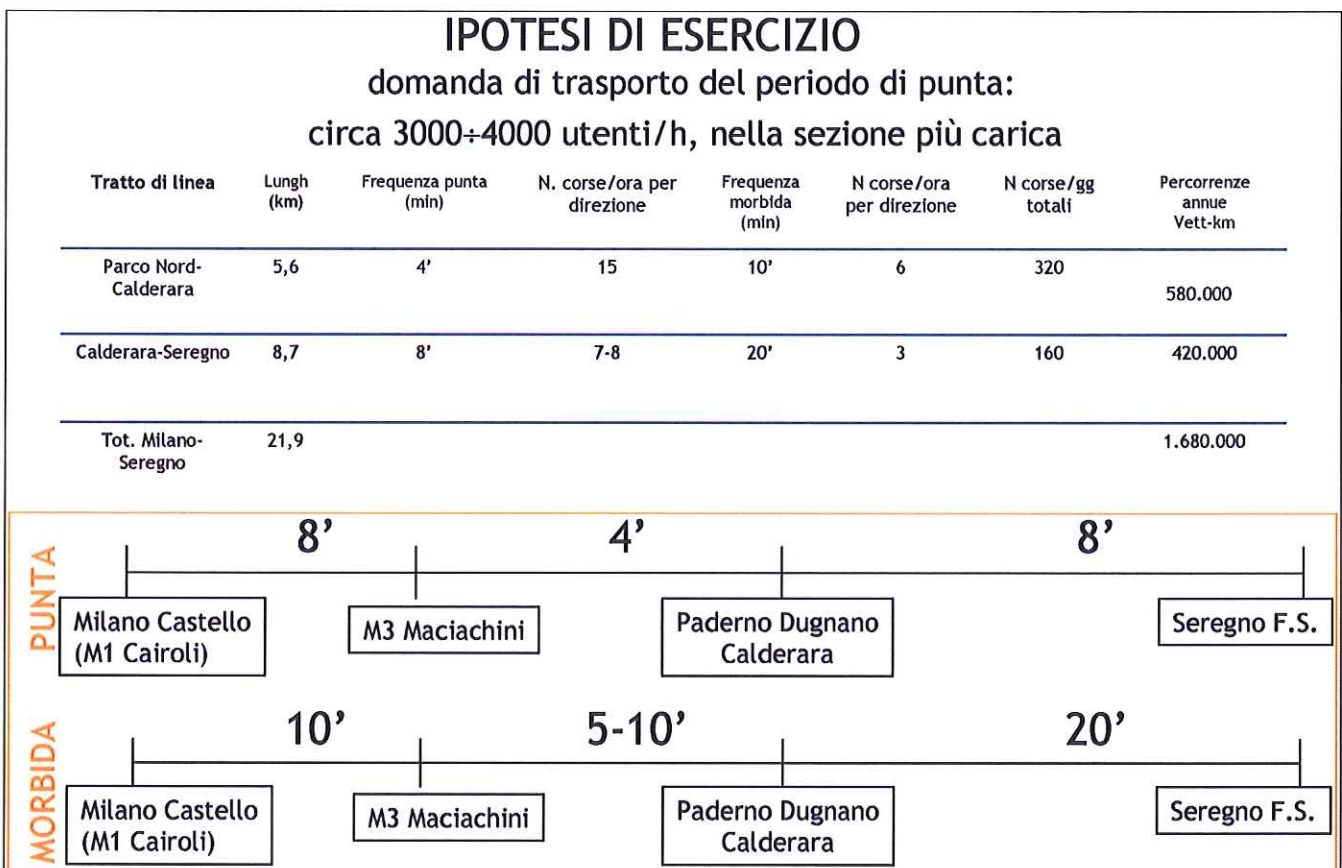 IPOTESI DI ESERCIZIO
domanda di trasporto del periodo di punta:
circa 3000÷4000 utenti/h, nella sezione più carica
Tratto di linea Lungh (km) Frequenza punta (min) N. corse/ora per direzione Frequenza morbida (min) N corse/ora per direzione N corse/gg totali Percorrenze annue Vett-km
Parco Nord-Calderara 5,6 4' 15 10' 6 320 580.000
Calderara-Seregno 8,7 8' 7-8 20' 3 160 420.000
Tot. Milano-Seregno 21,9 1.680.000
PUNTA
8' 4' 8'
Milano Castello (M1 Cairoli) M3 Maciachini Paderno Dugnano Calderara Seregno F.S.
MORBIDA
10' 5-10' 20'
Milano Castello (M1 Cairoli) M3 Maciachini Paderno Dugnano Calderara Seregno F.S.